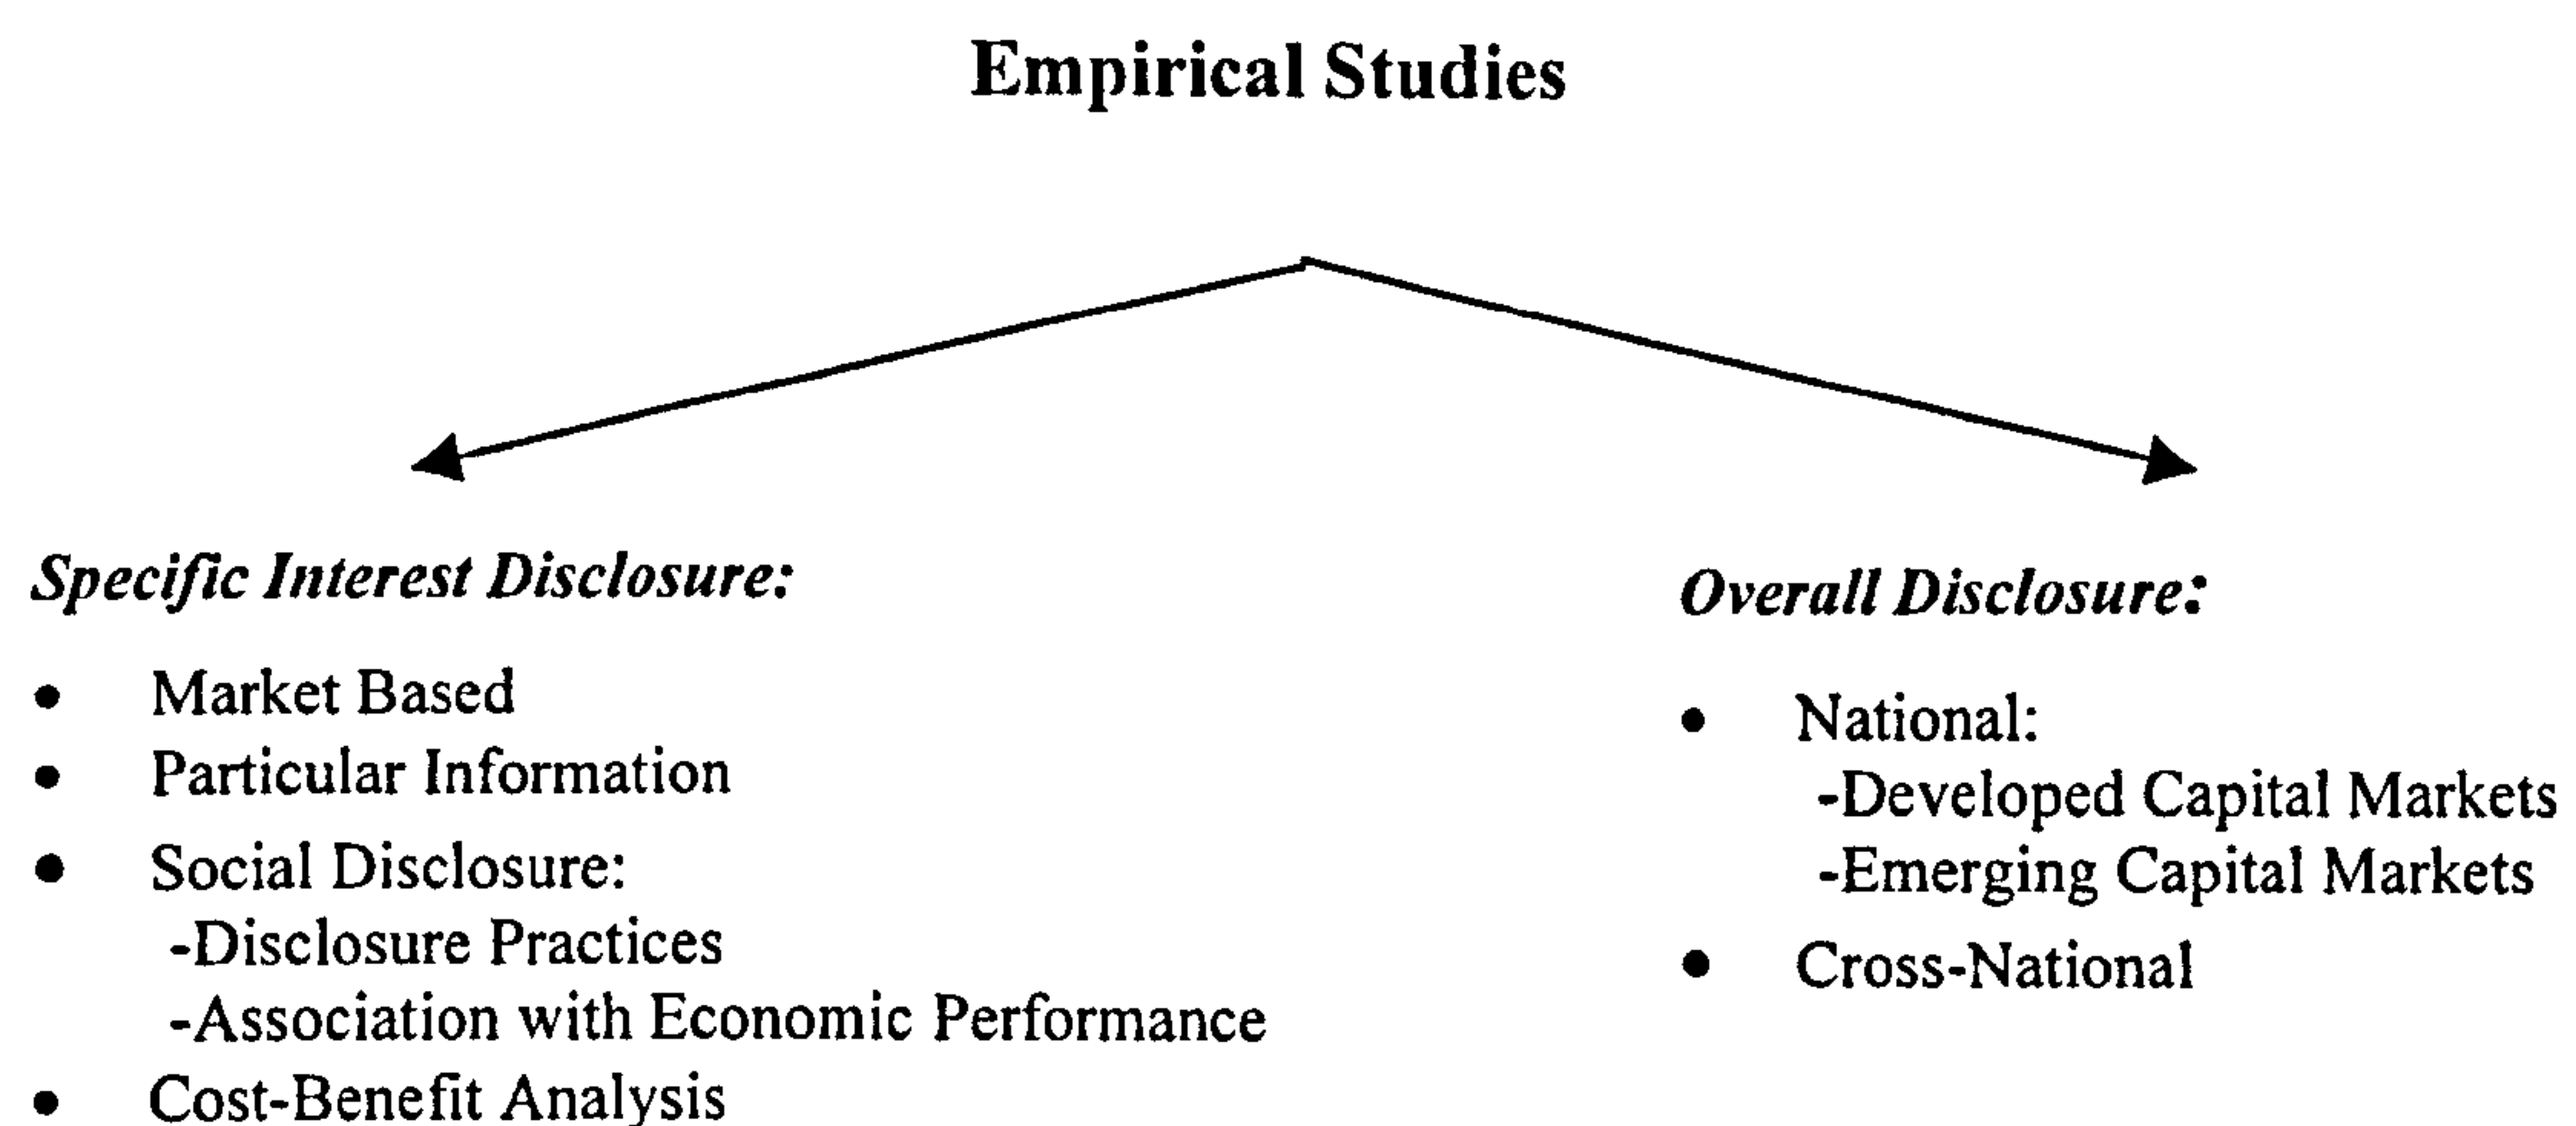 Empirical Studies
Specific Interest Disclosure:
• Market Based
• Particular Information
• Social Disclosure:
-Disclosure Practices
-Association with Economic Performance
• Cost-Benefit Analysis
Overall Disclosure:
• National:
-Developed Capital Markets
-Emerging Capital Markets
• Cross-National